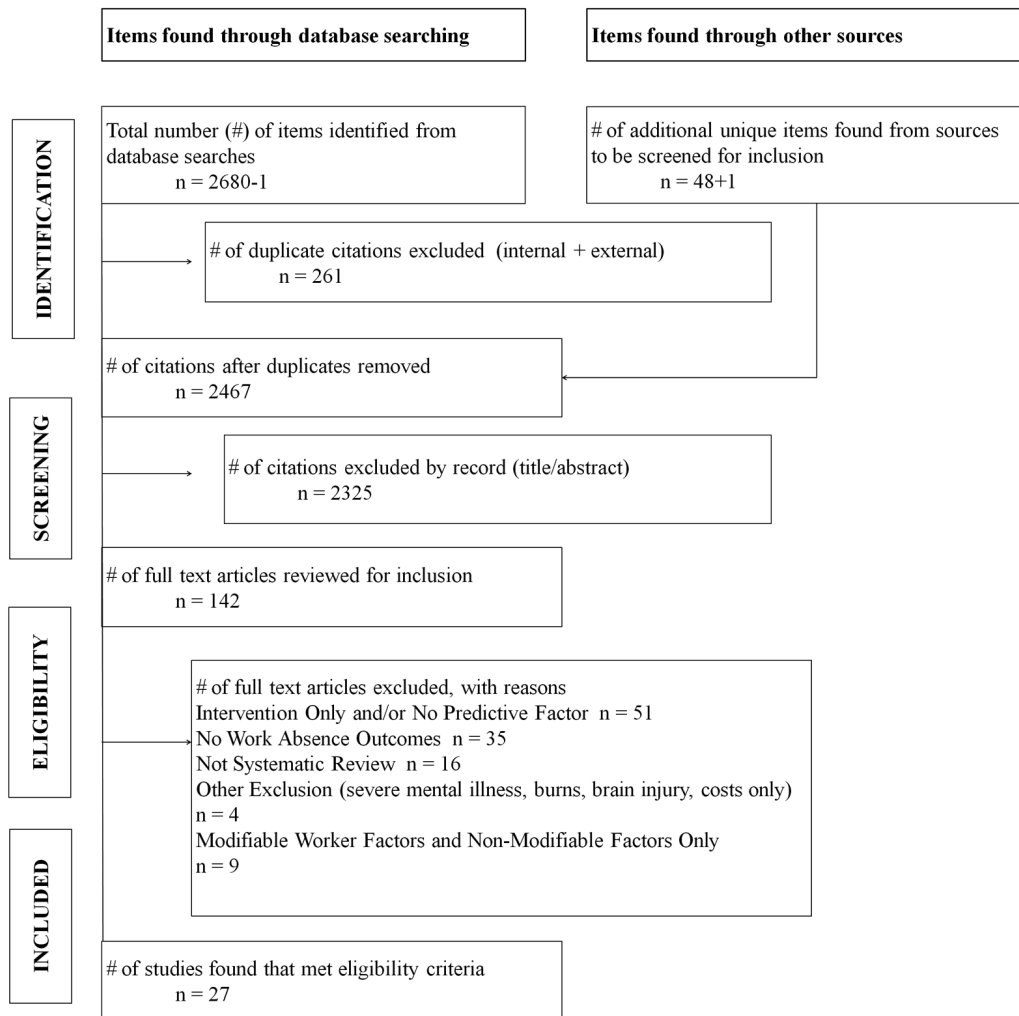 Items found through database searching
Items found through other sources
IDENTIFICATION
Total number (#) of items identified from
database searches
n = 2680-1
# of additional unique items found from sources
to be screened for inclusion
n = 48+1
# of duplicate citations excluded (internal + external)
n = 261
# of citations after duplicates removed
n = 2467
SCREENING
# of citations excluded by record (title/abstract)
n = 2325
# of full text articles reviewed for inclusion
n = 142
ELIGIBILITY
# of full text articles excluded, with reasons
Intervention Only and/or No Predictive Factor n = 51
No Work Absence Outcomes n = 35
Not Systematic Review n = 16
Other Exclusion (severe mental illness, burns, brain injury, costs only)
n = 4
Modifiable Worker Factors and Non-Modifiable Factors Only
n = 9
INCLUDED
# of studies found that met eligibility criteria
n = 27